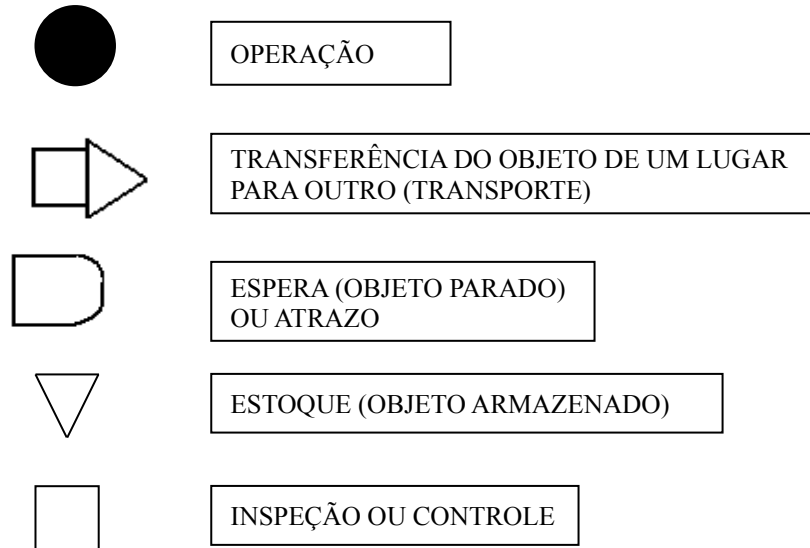 OPERAÇÃO
TRANSFERÊNCIA DO OBJETO DE UM LUGAR
PARA OUTRO (TRANSPORTE)
ESPERA (OBJETO PARADO)
OU ATRAZO
ESTOQUE (OBJETO ARMAZENADO)
INSPEÇÃO OU CONTROLE